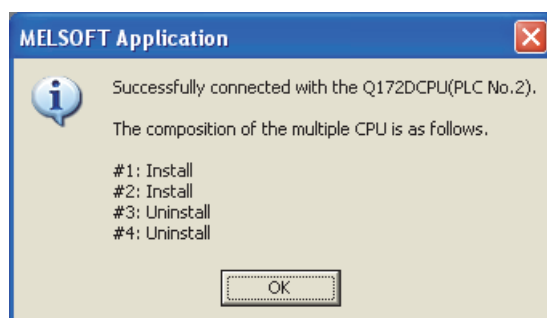 MELSOFT Application
Successfully connected with the Q172DCPU(PLC No.2).
The composition of the multiple CPU is as follows.
#1: Install
#2: Install
#3: Uninstall
#4: Uninstall
OK